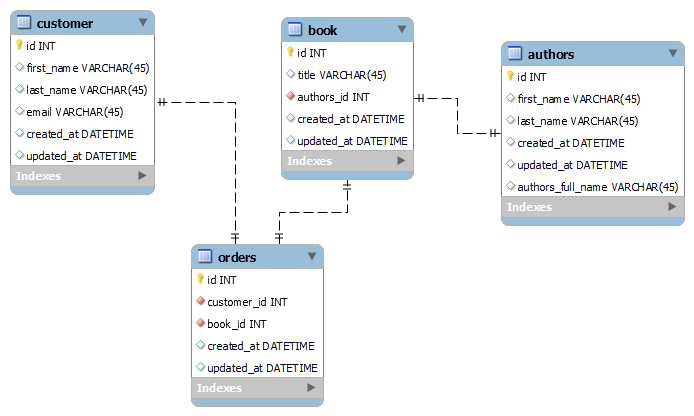 customer
id INT
first_name VARCHAR(45)
last_name VARCHAR(45)
email VARCHAR(45)
created_at DATETIME
updated_at DATETIME
Indexes
book
id INT
title VARCHAR(45)
authors_id INT
created_at DATETIME
updated_at DATETIME
Indexes
authors
id INT
first_name VARCHAR(45)
last_name VARCHAR(45)
created_at DATETIME
updated_at DATETIME
authors_full_name VARCHAR(45)
Indexes
orders
id INT
customer_id INT
book_id INT
created_at DATETIME
updated_at DATETIME
Indexes